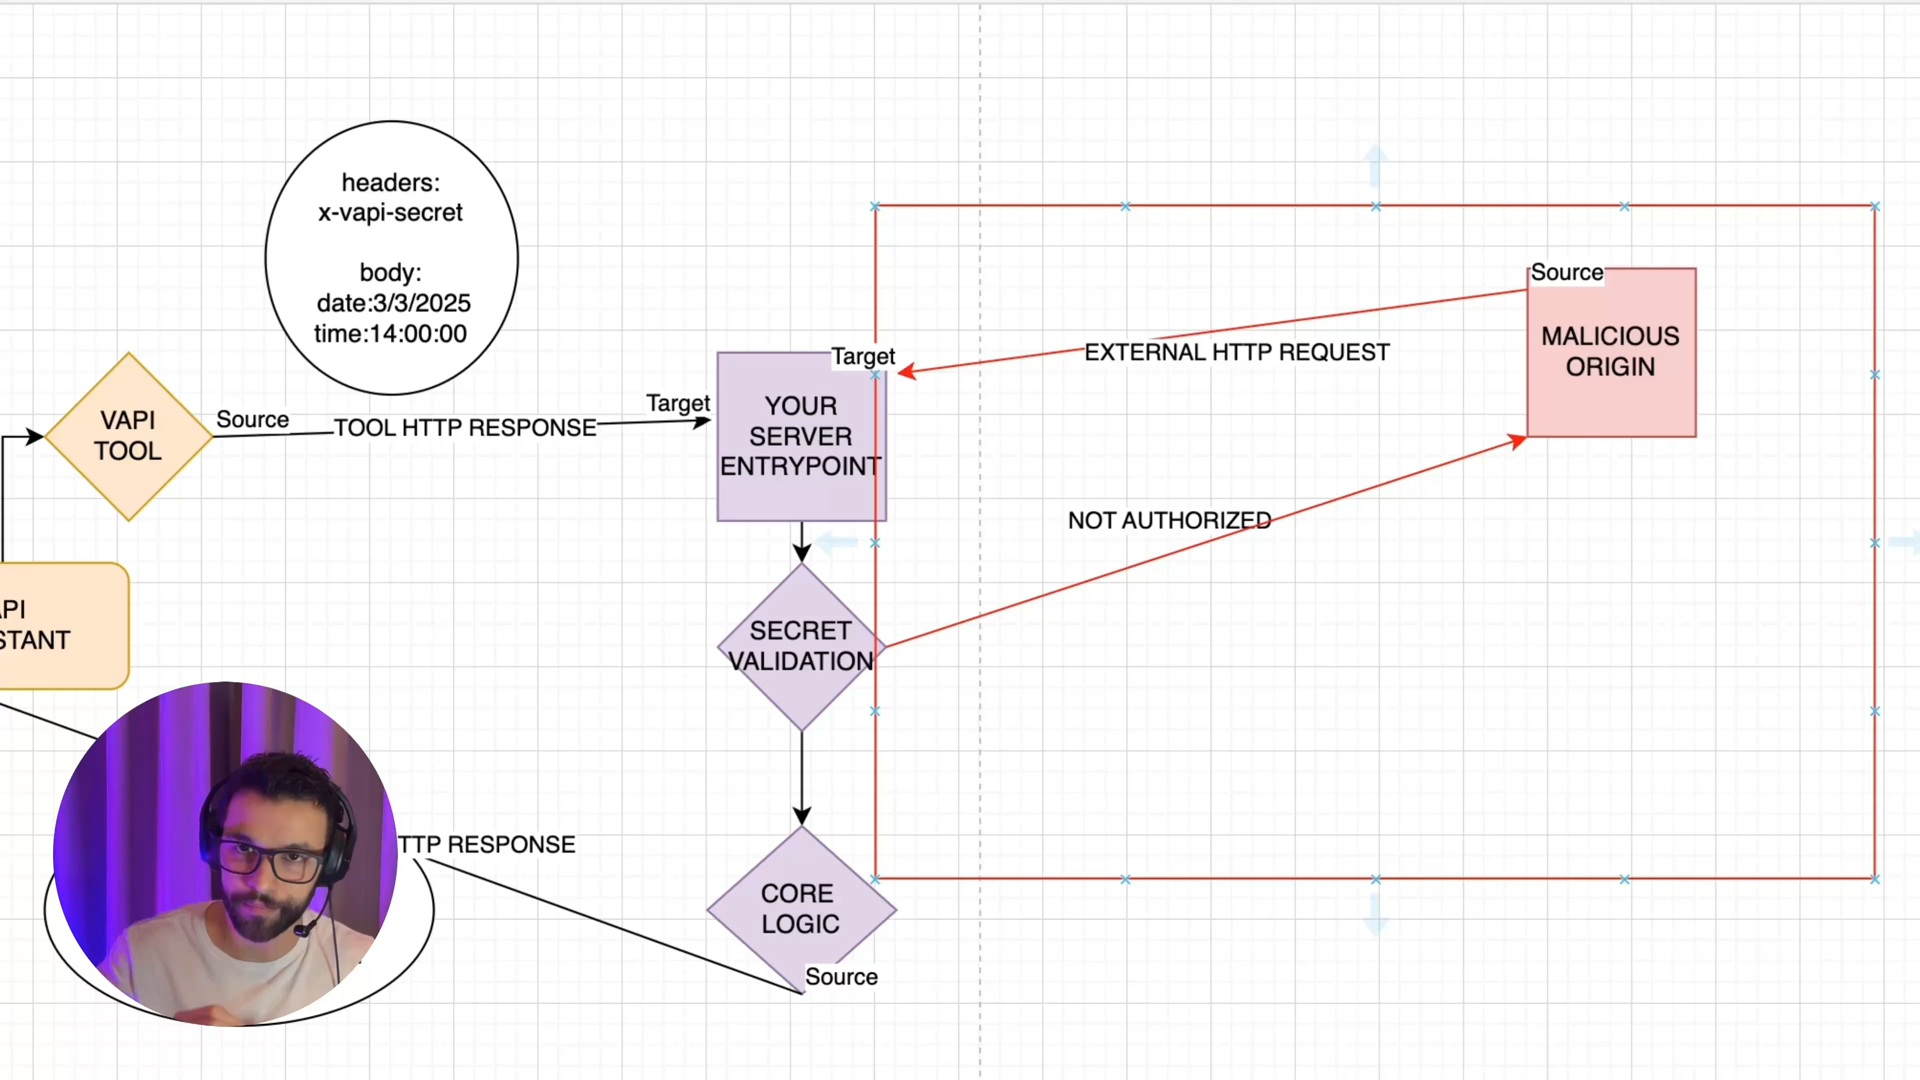 headers:
x-vapi-secret
body:
date:3/3/2025
time:14:00:00
Source
MALICIOUS
ORIGIN
EXTERNAL HTTP REQUEST
Target
VAPI
TOOL
Source
TOOL HTTP RESPONSE
Target
YOUR
SERVER
ENTRYPOINT
NOT AUTHORIZED
API
STANT
SECRET
VALIDATION
TTP RESPONSE
CORE
LOGIC
Source